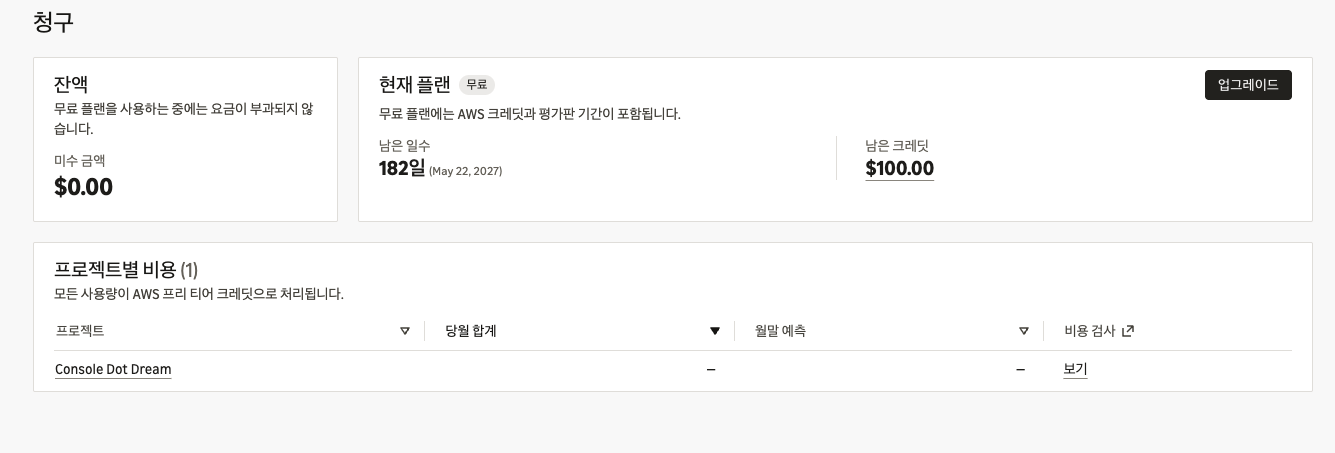 청구
잔액
무료 플랜을 사용하는 중에는 요금이 부과되지 않
습니다.
미수 금액
$0.00
현재 플랜 무료
업그레이드
무료 플랜에는 AWS 크레딧과 평가판 기간이 포함됩니다.
남은 일수
182일 (May 22, 2027)
남은 크레딧
$100.00
프로젝트별 비용 (1)
모든 사용량이 AWS 프리 티어 크레딧으로 처리됩니다.
프로젝트 당월 합계 월말 예측 비용 검사
Console Dot Dream – – 보기